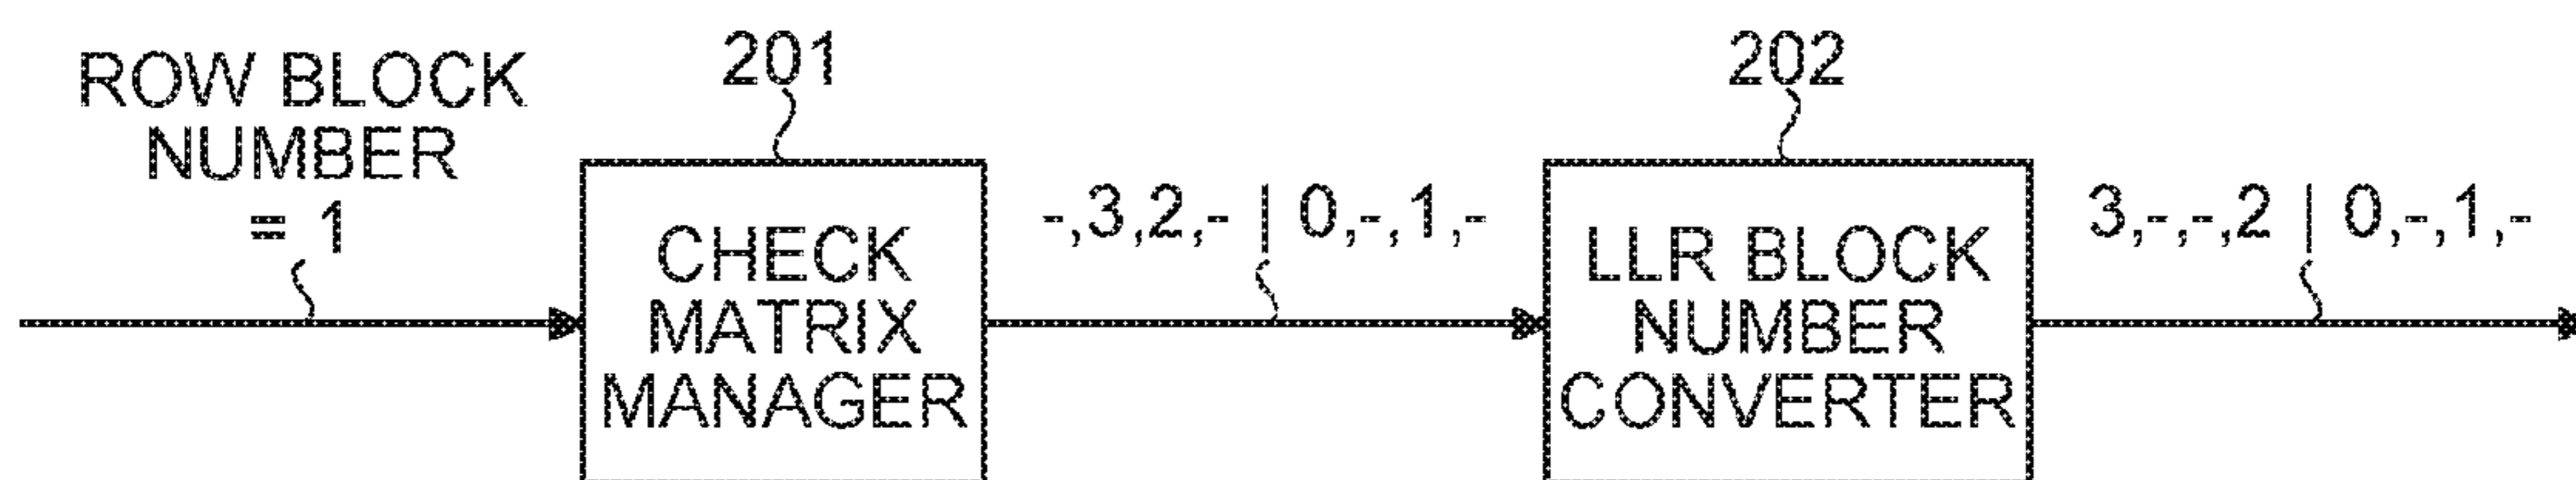 ROW BLOCK
NUMBER
= 1
201
CHECK
MATRIX
MANAGER
-,3,2,- | 0,-,1,-
202
LLR BLOCK
NUMBER
CONVERTER
3,-,-,2 | 0,-,1,-